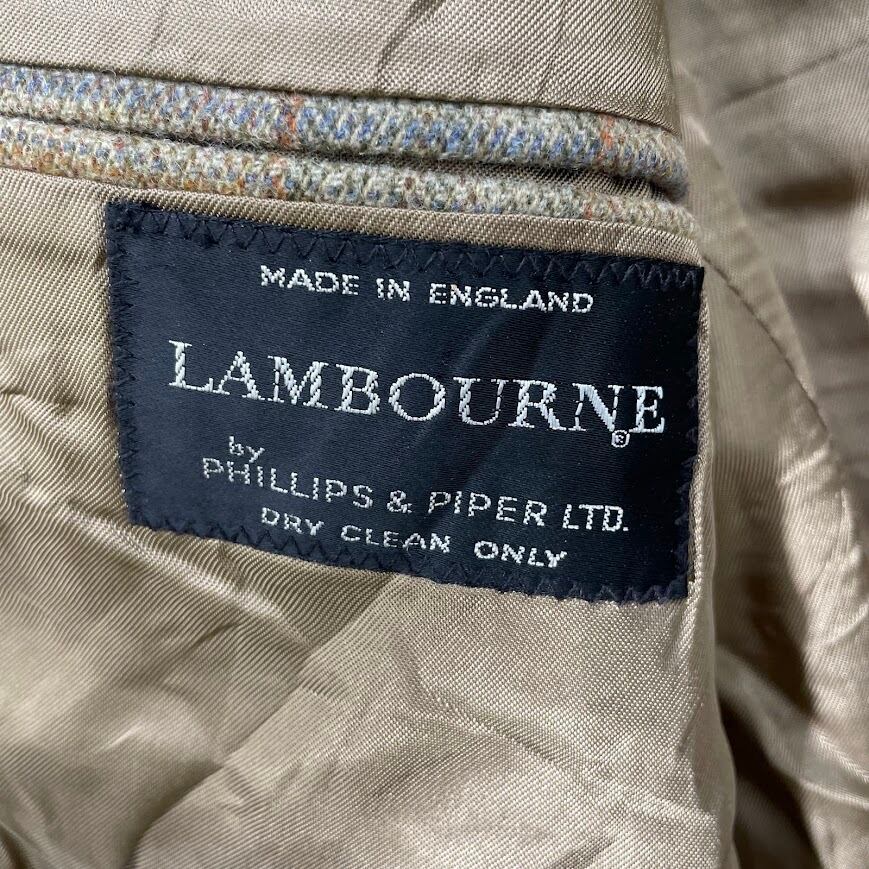 MADE IN ENGLAND
LAMBOURNE®
by
PHILLIPS & PIPER LTD.
DRY CLEAN ONLY